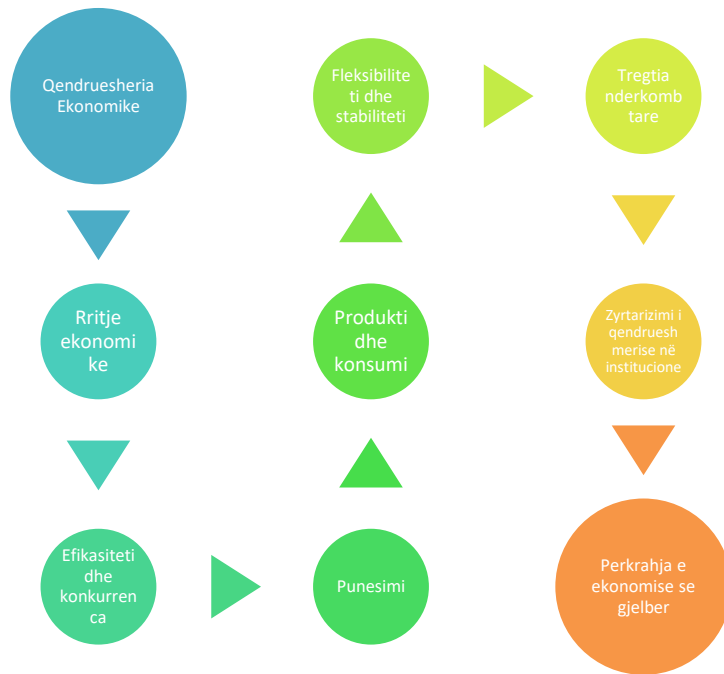 Qendruesheria
Ekonomike
Rritje
ekonomi
ke
Efikasiteti
dhe
konkurren
ca
Punesimi
Produkti
dhe
konsumi
Fleksibilite
ti dhe
stabiliteti
Tregtia
nderkomb
tare
Zyrtarizimi i
qendruesh
merise në
institucione
Perkrahja e
ekonomise se
gjelber